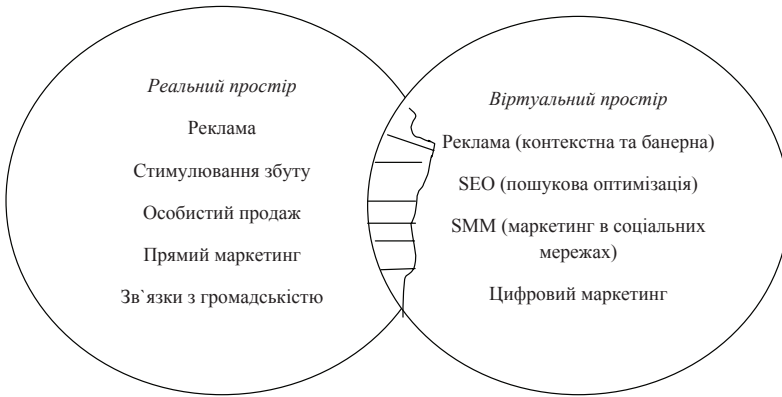 Реальний простір
Реклама
Стимулювання збуту
Особистий продаж
Прямий маркетинг
Зв`язки з громадськістю
Віртуальний простір
Реклама (контекстна та банерна)
SEO (пошукова оптимізація)
SMM (маркетинг в соціальних
мережах)
Цифровий маркетинг